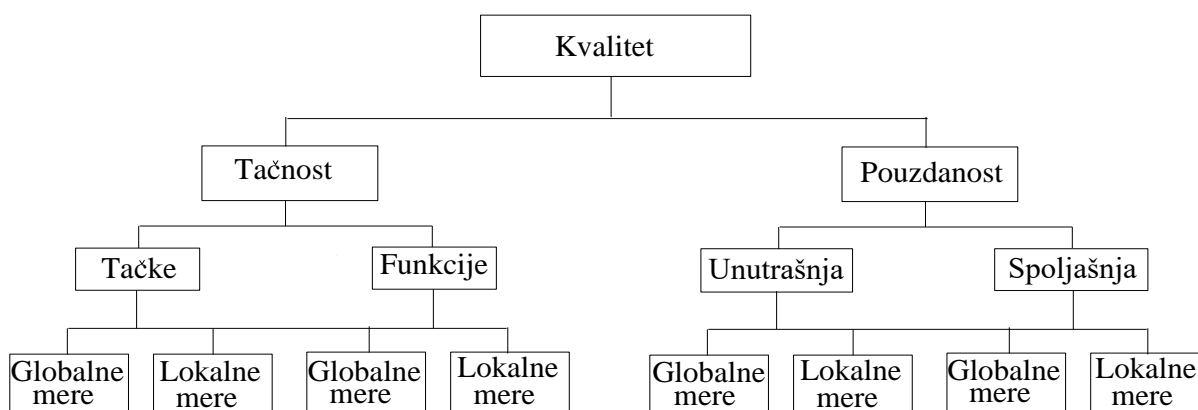 Kvalitet
Tačnost
Pouzdanost
Tačke
Funkcije
Unutrašnja
Spoljašnja
Globalne
mere
Lokalne
mere
Globalne
mere
Lokalne
mere
Globalne
mere
Lokalne
mere
Globalne
mere
Lokalne
mere